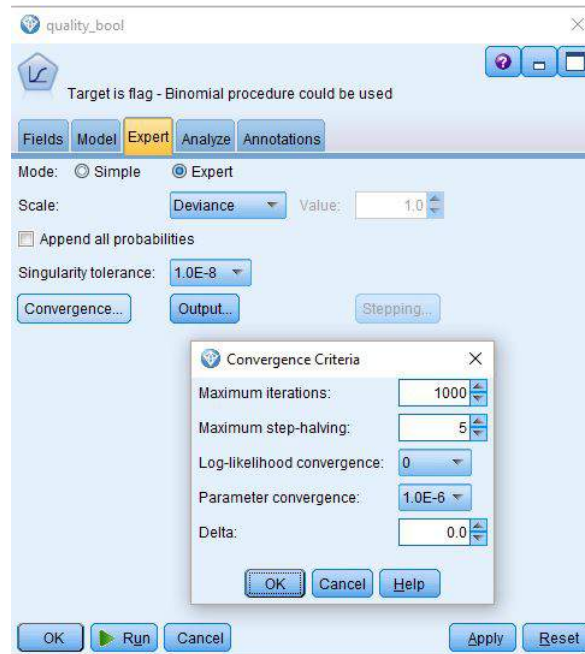 quality_bool
Target is flag - Binomial procedure could be used
Fields Model Expert Analyze Annotations
Mode: Simple Expert
Scale: Deviance Value: 1.0
Append all probabilities
Singularity tolerance: 1.0E-8
Convergence... Output... Stepping...
Convergence Criteria
Maximum iterations: 1000
Maximum step-halving: 5
Log-likelihood convergence: 0
Parameter convergence: 1.0E-6
Delta: 0.0
OK Cancel Help
OK Run Cancel Apply Reset